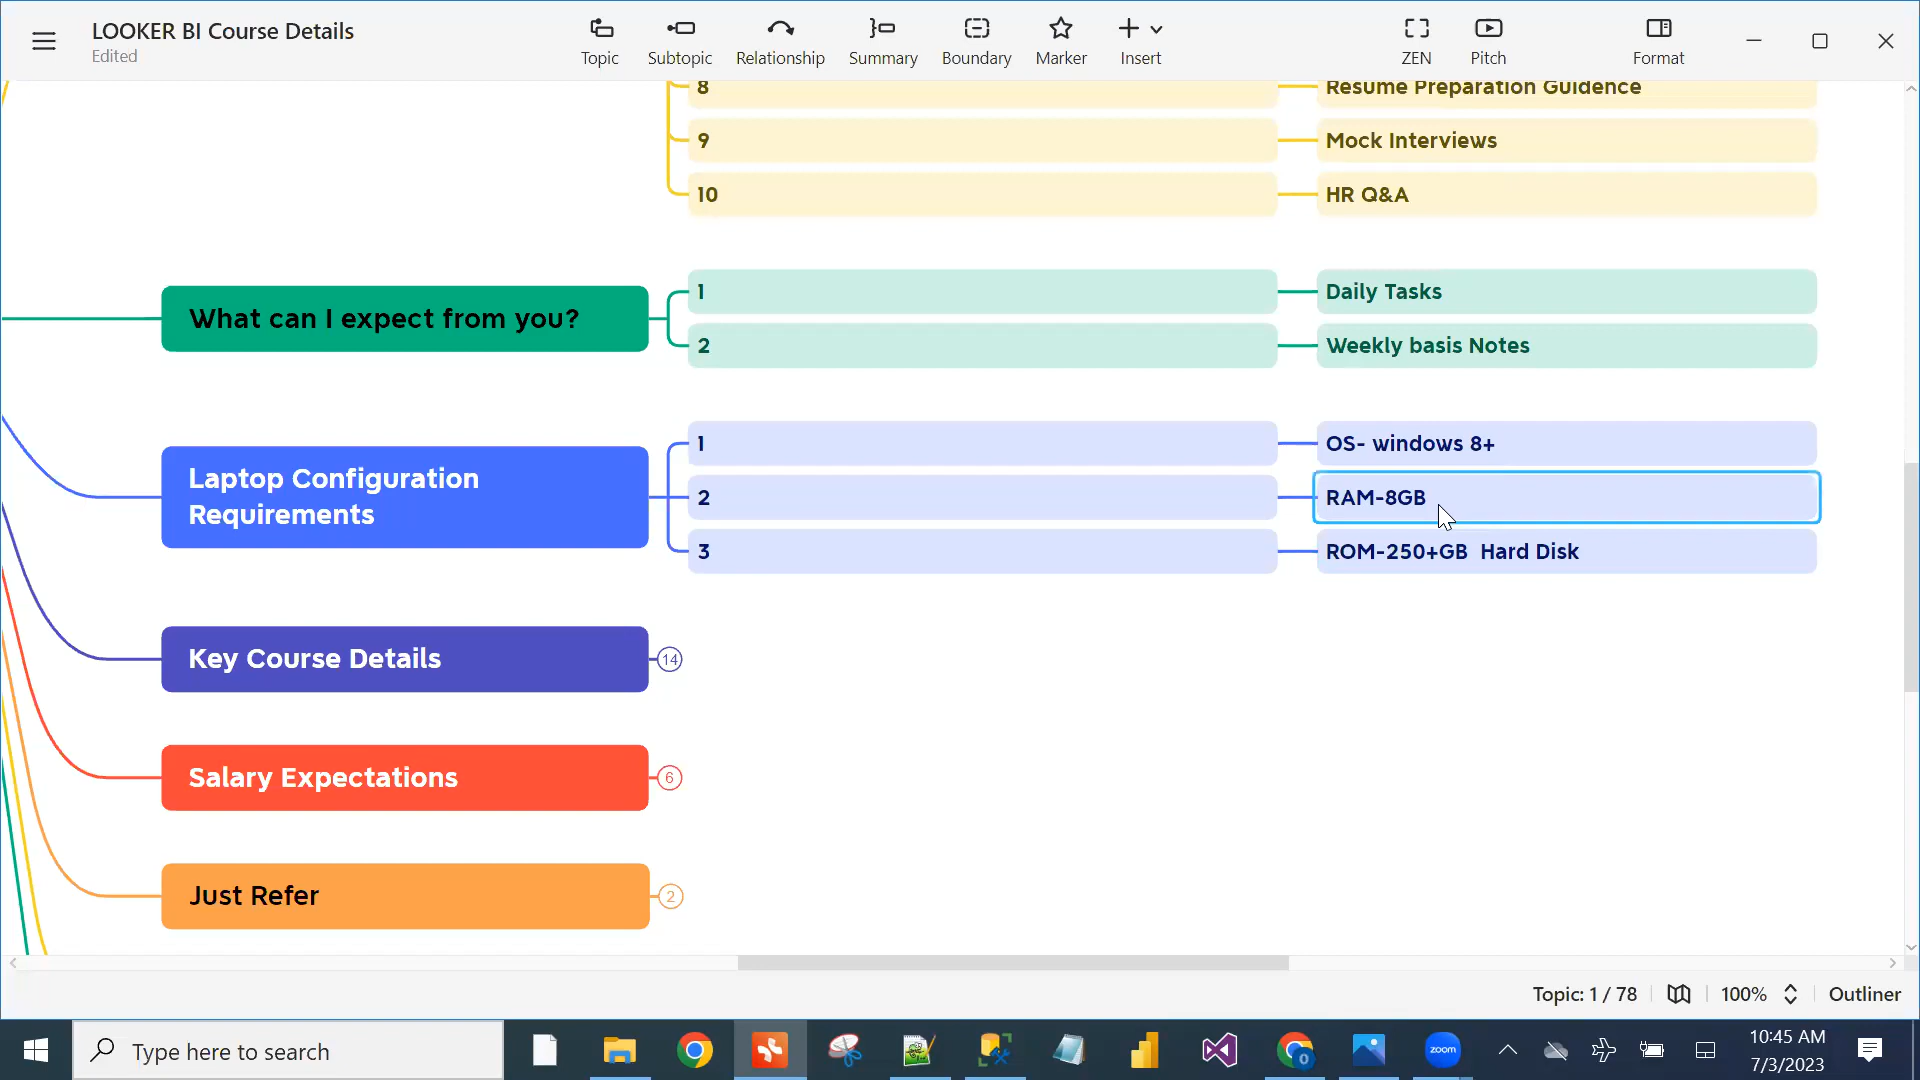 LOOKER BI Course Details
Edited
Topic
Subtopic
Relationship
Summary
Boundary
Marker
Insert
ZEN
Pitch
Format
8
Resume Preparation Guidence
9
Mock Interviews
10
HR Q&A
What can I expect from you?
1
Daily Tasks
2
Weekly basis Notes
Laptop Configuration
Requirements
1
OS- windows 8+
2
RAM-8GB
3
ROM-250+GB  Hard Disk
Key Course Details
14
Salary Expectations
6
Just Refer
2
Topic: 1 / 78
100%
Outliner
Type here to search
zoom
10:45 AM
7/3/2023